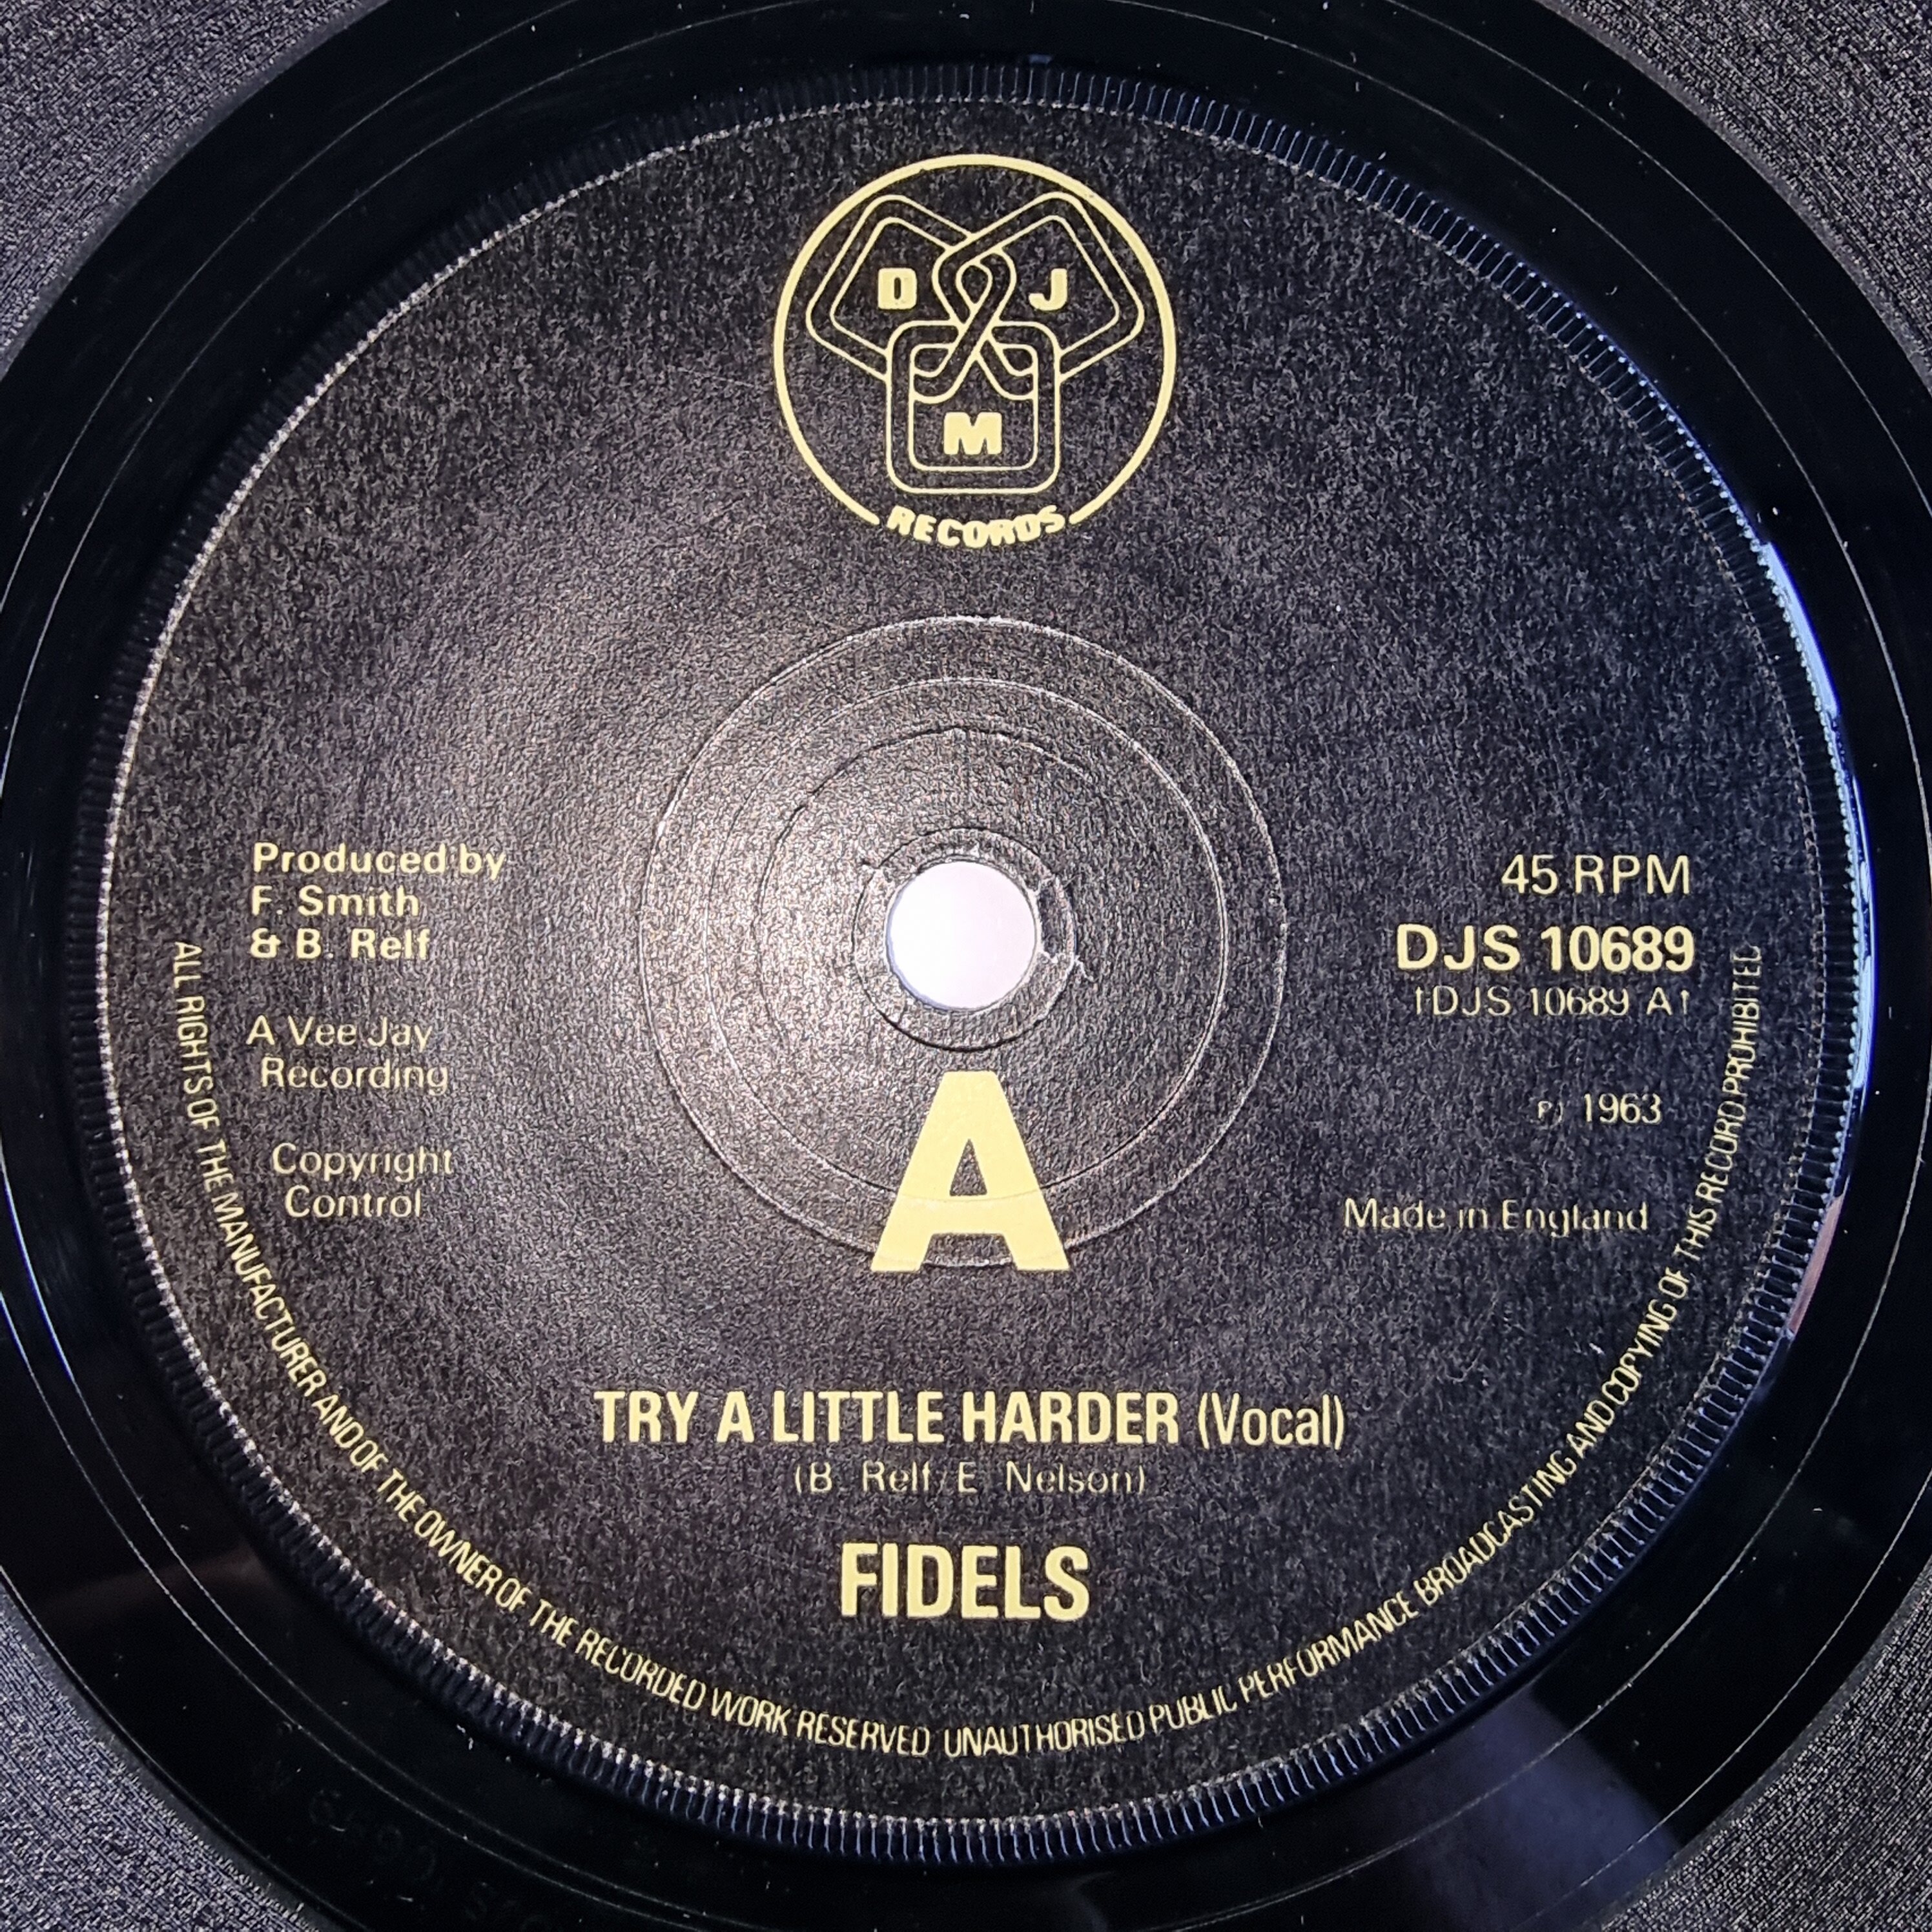 D J
M
RECORDS
Produced by
F. Smith
& B. Relf
A Vee Jay
Recording
Copyright
Control
45 RPM
DJS 10689
↑DJS 10689 A↑
℗ 1963
Made in England
A
TRY A LITTLE HARDER (Vocal)
(B. Relf/E. Nelson)
FIDELS
ALL RIGHTS OF THE MANUFACTURER AND OF THE OWNER OF THE RECORDED WORK RESERVED UNAUTHORISED PUBLIC PERFORMANCE BROADCASTING AND COPYING OF THIS RECORD PROHIBITED